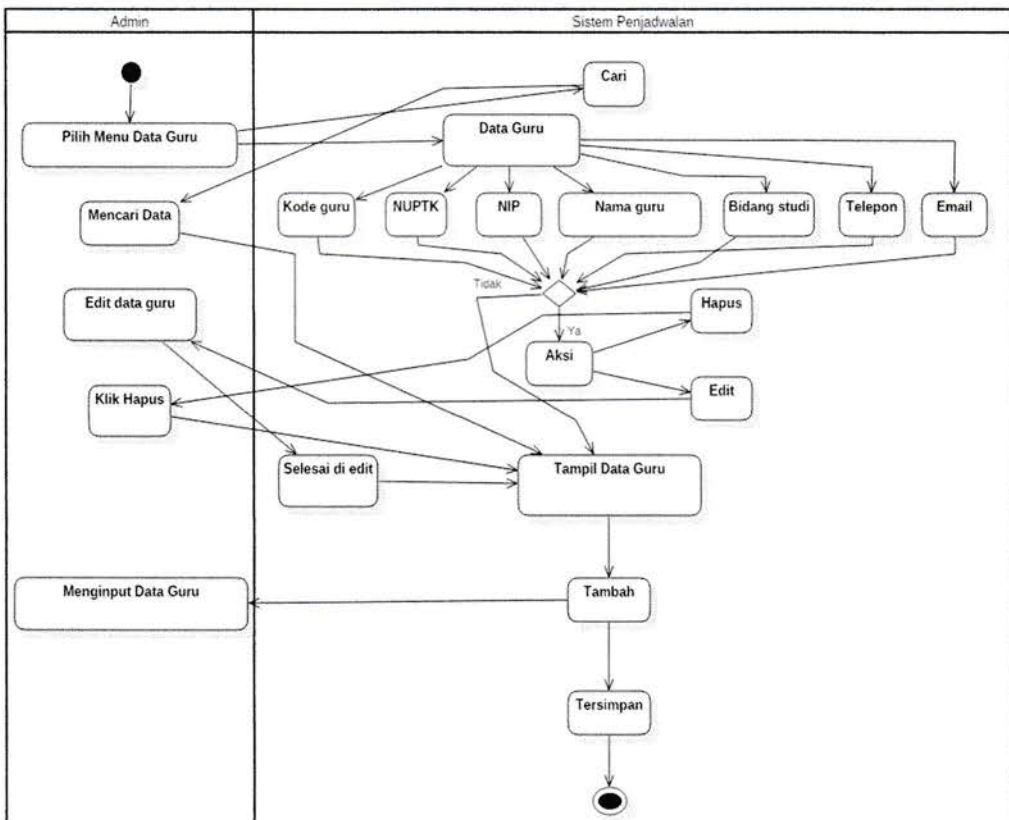 Admin
Sistem Penjadwalan
Cari
Pilih Menu Data Guru
Data Guru
Mencari Data
Kode guru
NUPTK
NIP
Nama guru
Bidang studi
Telepon
Email
Tidak
Edit data guru
Hapus
Ya
Aksi
Klik Hapus
Edit
Selesai di edit
Tampil Data Guru
Menginput Data Guru
Tambah
Tersimpan